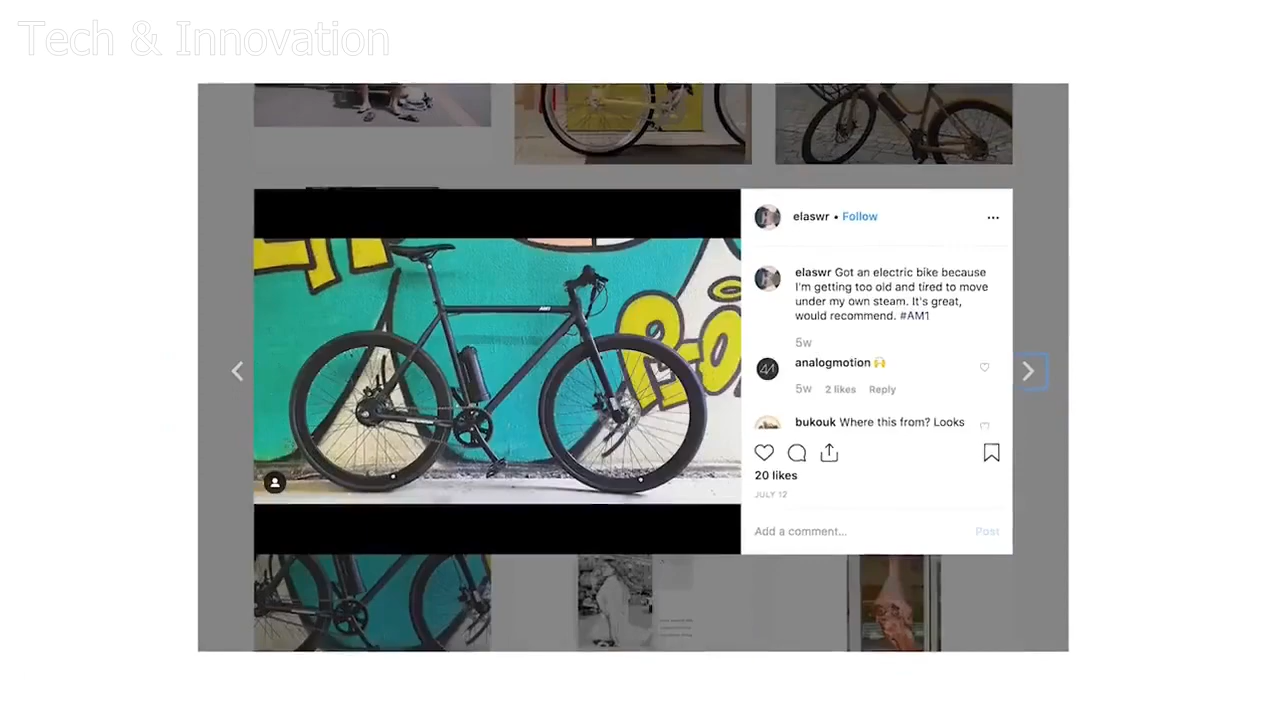 Tech & Innovation
elaswr • Follow
elaswr Got an electric bike because
I'm getting too old and tired to move
under my own steam. It's great,
would recommend. #AM1
5w
analogmotion 🙌
5w 2 likes Reply
bukouk Where this from? Looks
20 likes
JULY 12
Add a comment... Post
AM1